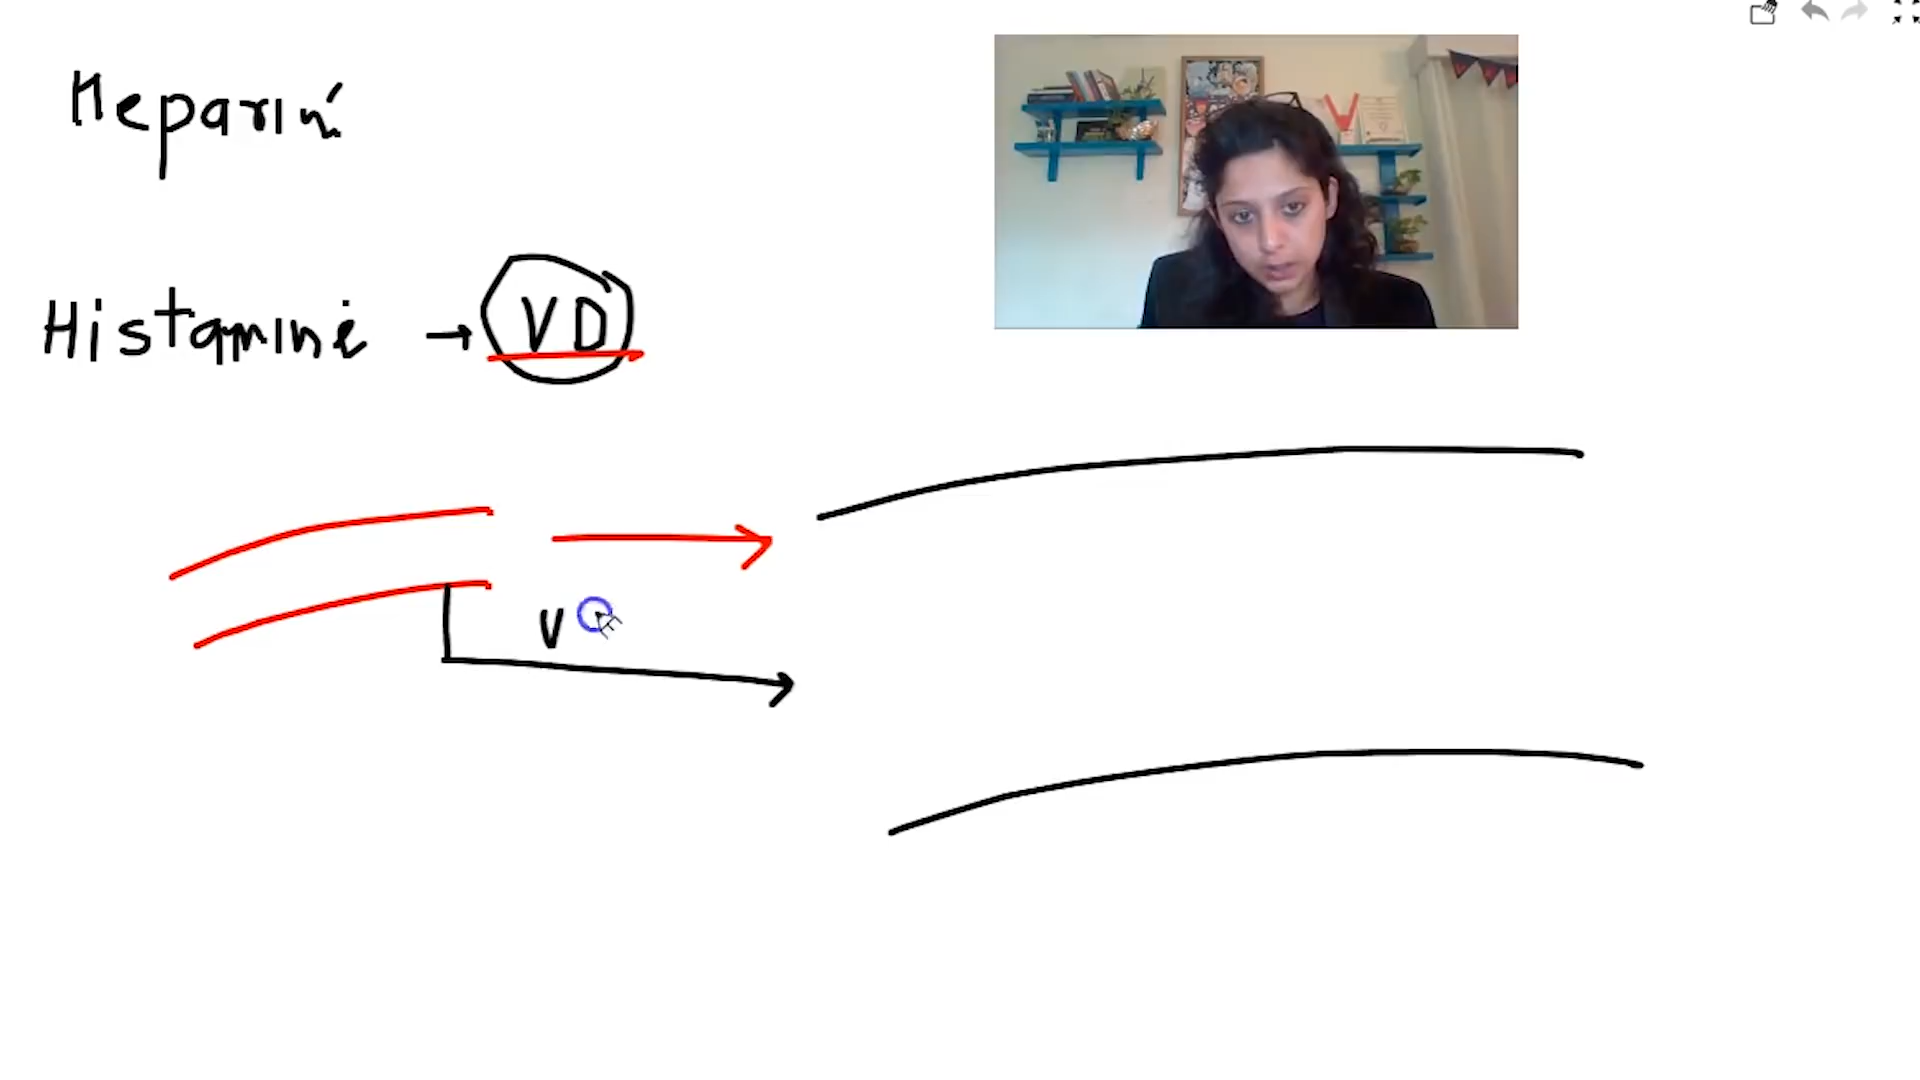 Heparin
Histamine → VD
V